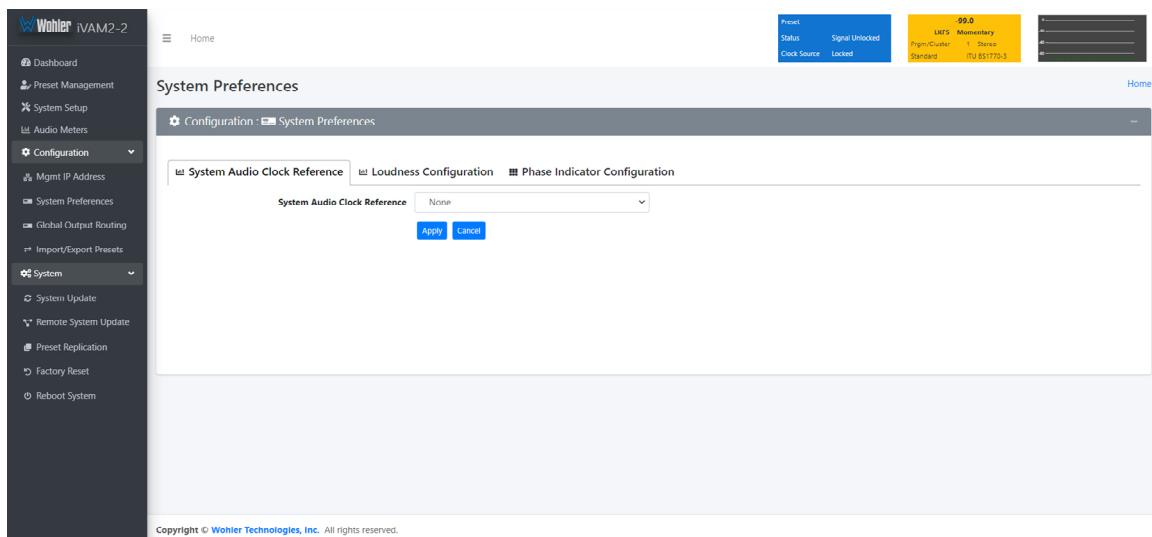 Wohler iVAM2-2
Dashboard
Preset Management
System Setup
Audio Meters
Configuration
Mgmt IP Address
System Preferences
Global Output Routing
Import/Export Presets
System
System Update
Remote System Update
Preset Replication
Factory Reset
Reboot System
Home
Preset
Status Signal Unlocked
Clock Source Locked
-99.0
LKFS Momentary
Prgm/Cluster 1 Stereo
Standard ITU BS1770-3
System Preferences
Home
Configuration : System Preferences
System Audio Clock Reference Loudness Configuration Phase Indicator Configuration
System Audio Clock Reference None
Apply Cancel
Copyright © Wohler Technologies, Inc. All rights reserved.